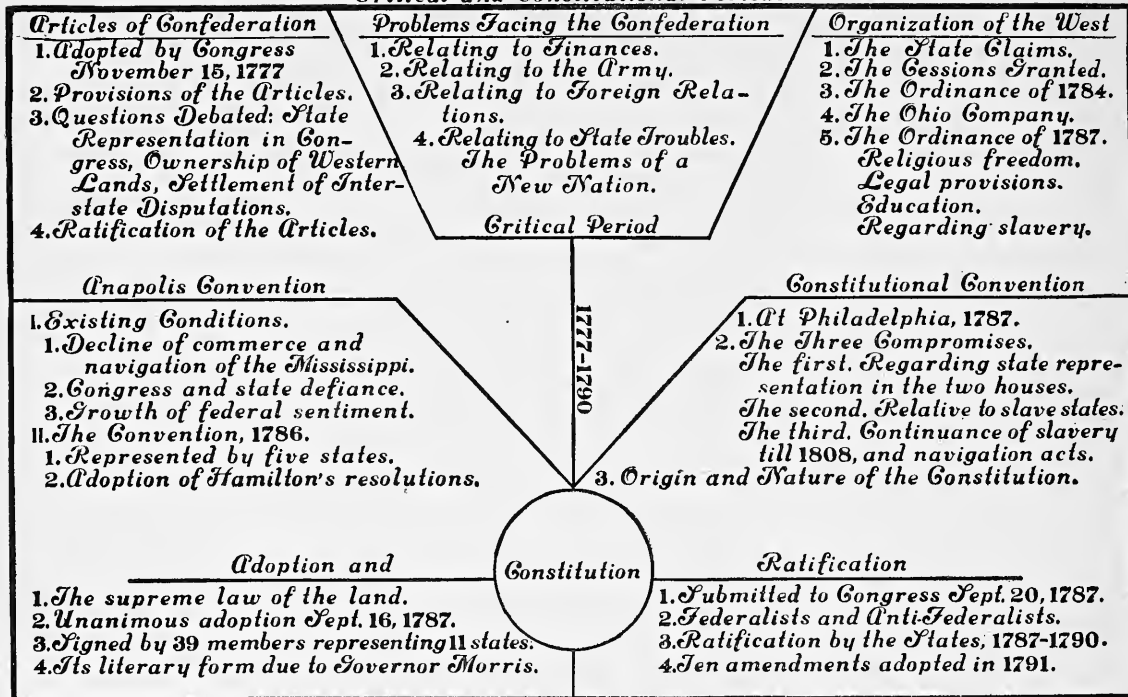 Articles of Confederation
1. Adopted by Congress
November 15, 1777
2. Provisions of the Articles.
3. Questions Debated: State
Representation in Con-
gress, Ownership of Western
Lands, Settlement of Inter-
state Disputations.
4. Ratification of the Articles.
Problems Facing the Confederation
1. Relating to Finances.
2. Relating to the Army.
3. Relating to Foreign Rela-
tions.
4. Relating to State Troubles.
The Problems of a
New Nation.
Critical Period
Organization of the West
1. The State Claims.
2. The Cessions Granted.
3. The Ordinance of 1784.
4. The Ohio Company.
5. The Ordinance of 1787.
Religious freedom.
Legal provisions.
Education.
Regarding slavery.
Anapolis Convention
I. Existing Conditions.
1. Decline of commerce and
navigation of the Mississippi.
2. Congress and state defiance.
3. Growth of federal sentiment.
II. The Convention, 1786.
1. Represented by five states.
2. Adoption of Hamilton's resolutions.
1777-1790
Constitutional Convention
1. At Philadelphia, 1787.
2. The Three Compromises.
The first. Regarding state repre-
sentation in the two houses.
The second. Relative to slave states.
The third. Continuance of slavery
till 1808, and navigation acts.
3. Origin and Nature of the Constitution.
Constitution
Adoption and
1. The supreme law of the land.
2. Unanimous adoption Sept. 16, 1787.
3. Signed by 39 members representing 11 states.
4. Its literary form due to Governor Morris.
Ratification
1. Submitted to Congress Sept. 20, 1787.
2. Federalists and Anti-Federalists.
3. Ratification by the States, 1787-1790.
4. Ten amendments adopted in 1791.